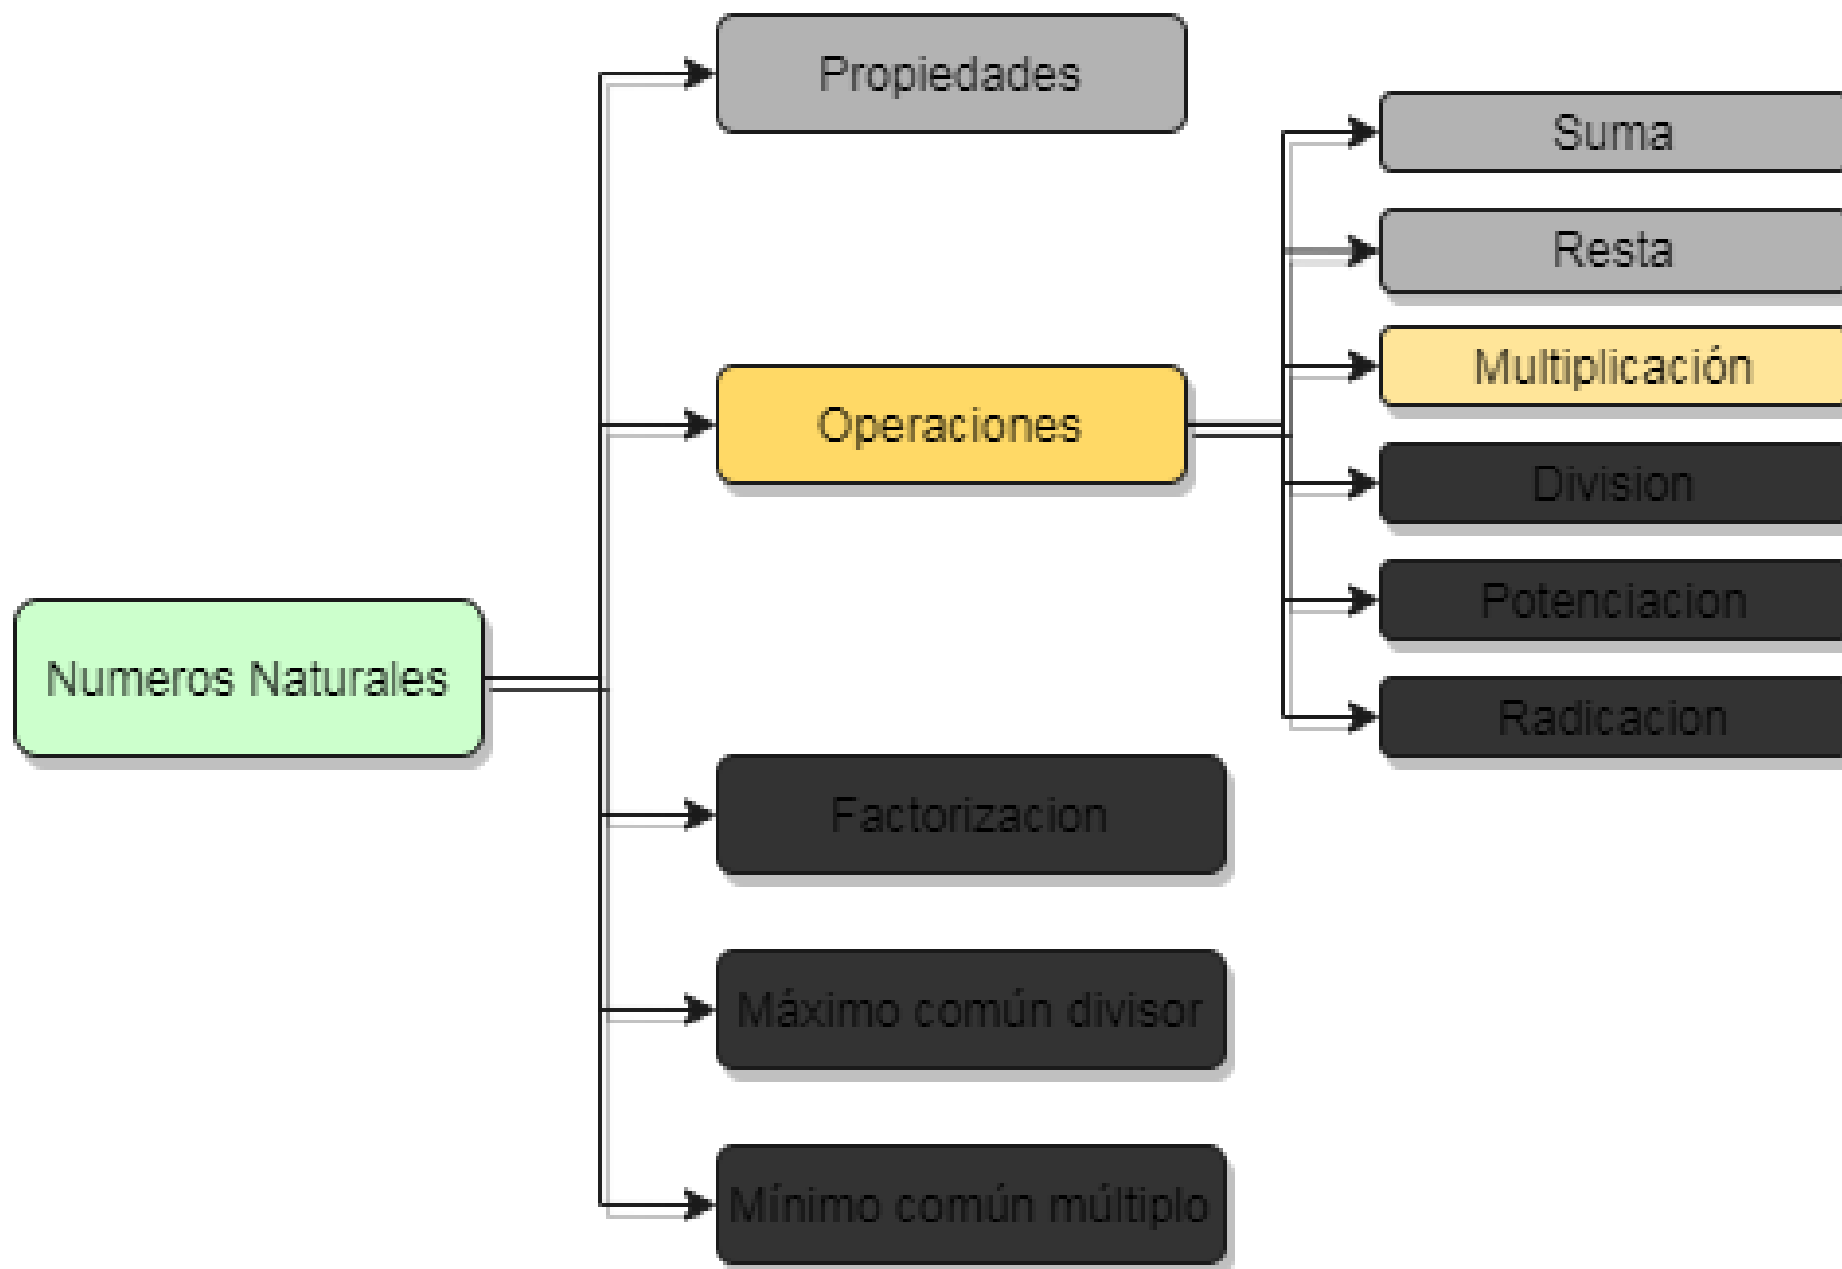 Propiedades
Suma
Resta
Multiplicación
Operaciones
Division
Potenciacion
Numeros Naturales
Radicacion
Factorizacion
Máximo común divisor
Mínimo común múltiplo